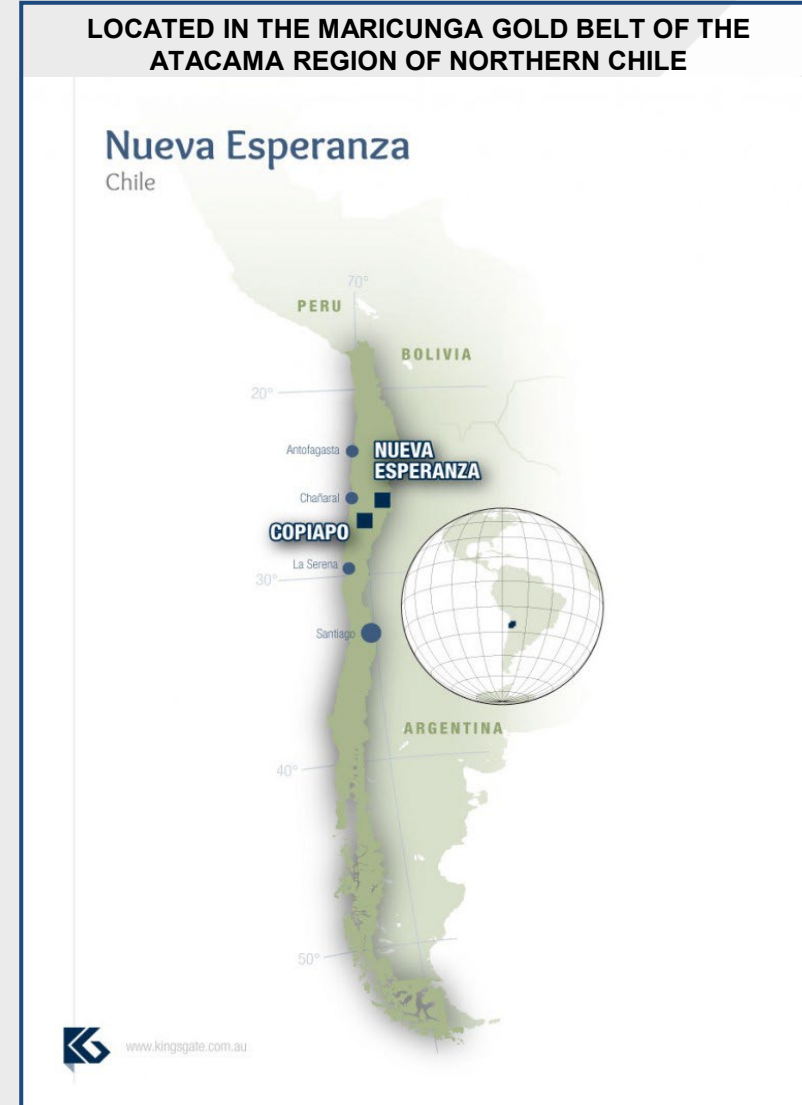 LOCATED IN THE MARICUNGA GOLD BELT OF THE
ATACAMA REGION OF NORTHERN CHILE
Nueva Esperanza
Chile
70°
PERU
BOLIVIA
20°
Antofagasta
NUEVA
ESPERANZA
Chañaral
COPIAPO
La Serena
30°
Santiago
ARGENTINA
40°
50°
www.kingsgate.com.au